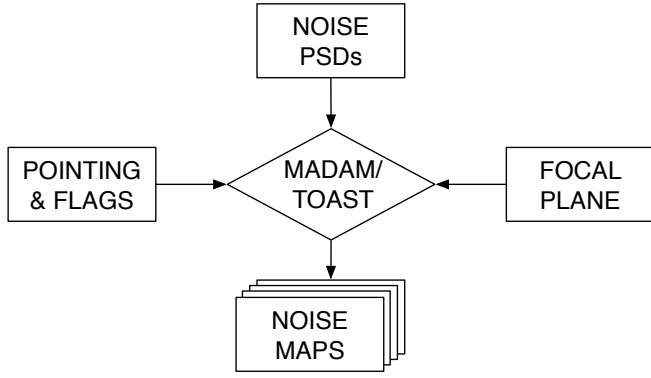 NOISE
PSDs
POINTING
& FLAGS
MADAM/
TOAST
FOCAL
PLANE
NOISE
MAPS